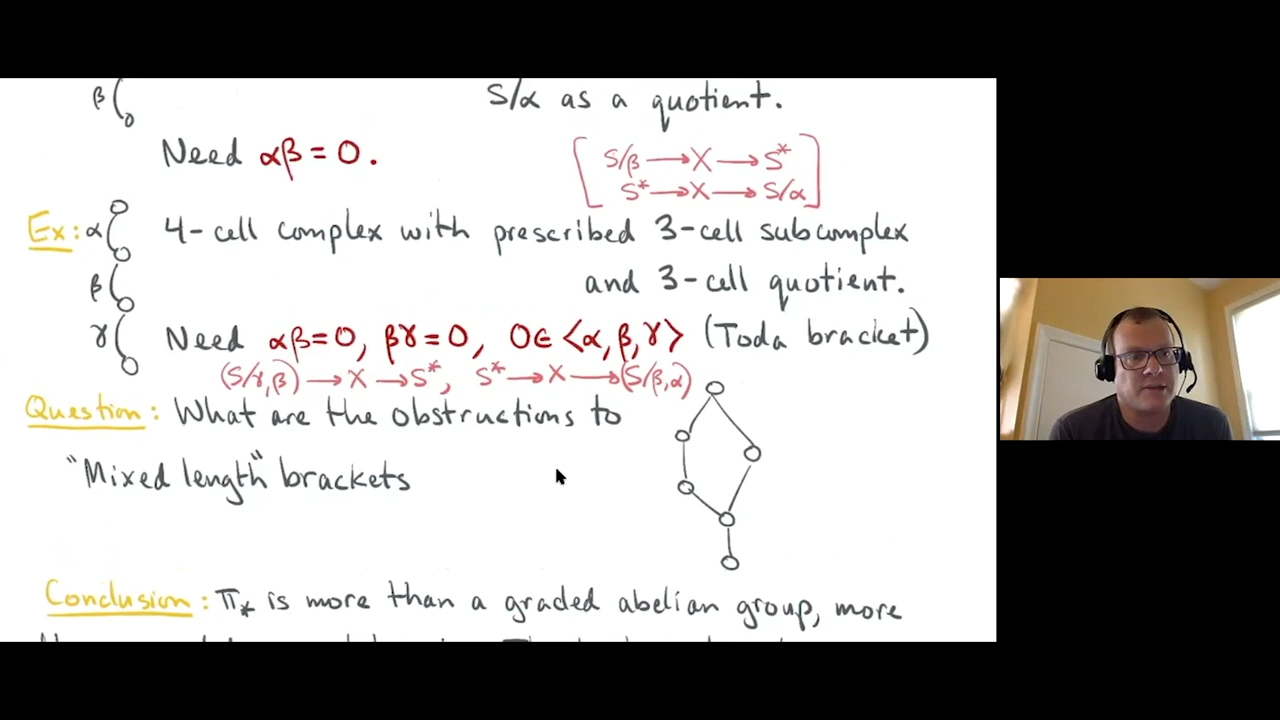 β S/α as a quotient.
Need αβ = 0. [ S/β → X → S*
S* → X → S/α ]
Ex: α 4-cell complex with prescribed 3-cell subcomplex
β and 3-cell quotient.
γ Need αβ=0, βγ=0, 0∈<α,β,γ> (Toda bracket)
(S/γ,β) → X → S*, S* → X → (S/β,α)
Question: What are the obstructions to
"Mixed length" brackets
Conclusion: π* is more than a graded abelian group, more